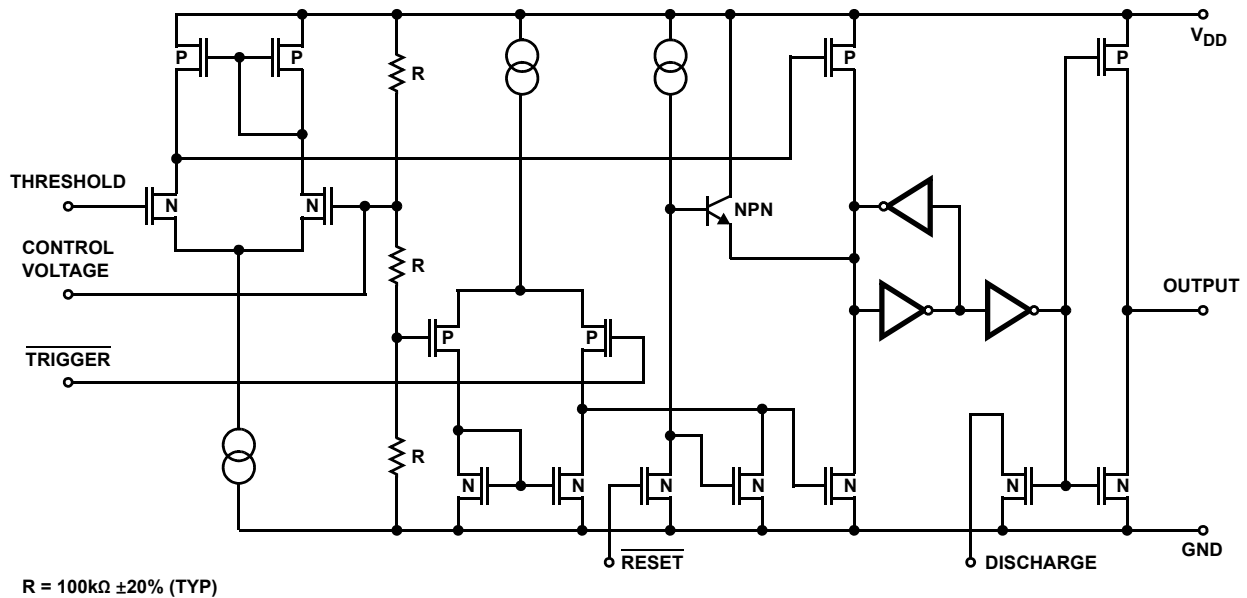 V_DD
P
P
R
P
P
THRESHOLD
N
N
NPN
CONTROL
VOLTAGE
R
OUTPUT
P
P
TRIGGER
R
N
N
N
N
N
N
N
GND
RESET
DISCHARGE
R = 100kΩ ±20% (TYP)